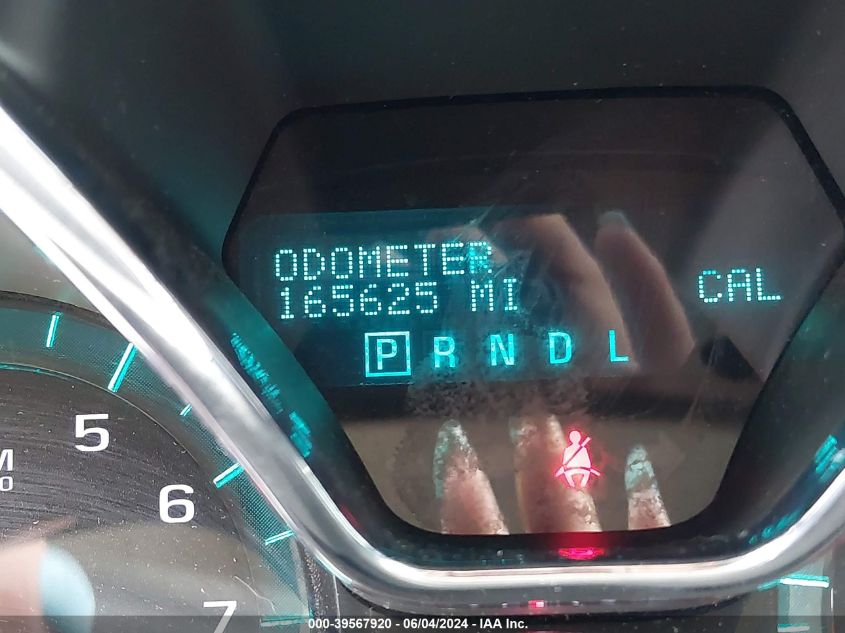 ODOMETER
165625 MI
CAL
P R N D L
5
6
7
000-39567920 - 06/04/2024 - IAA Inc.